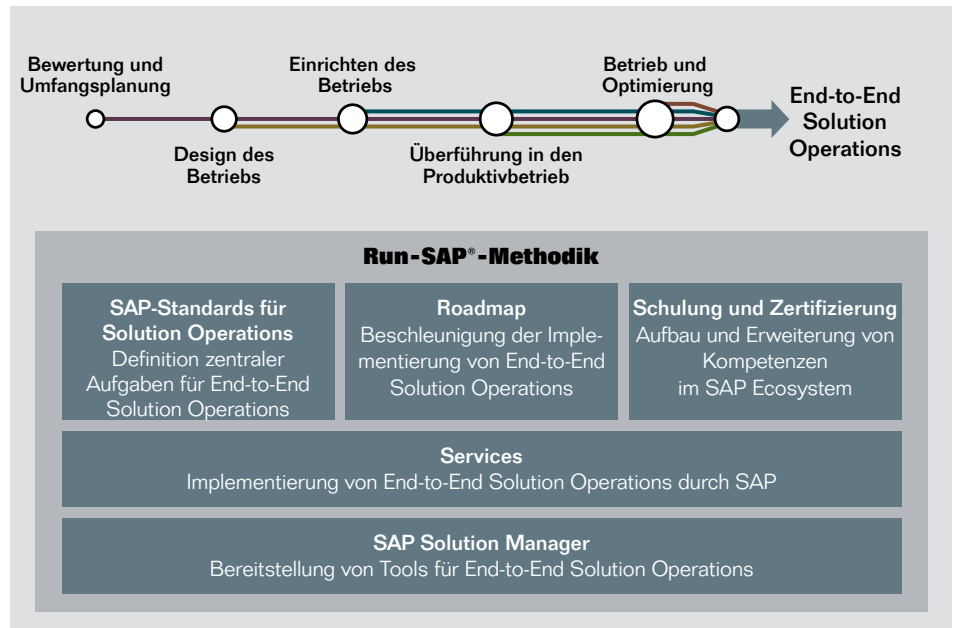 Bewertung und
Umfangsplanung
Design des
Betriebs
Einrichten des
Betriebs
Überführung in den
Produktivbetrieb
Betrieb und
Optimierung
End-to-End
Solution
Operations
Run-SAP®-Methodik
SAP-Standards für
Solution Operations
Definition zentraler
Aufgaben für End-to-End
Solution Operations
Roadmap
Beschleunigung der Imple-
mentierung von End-to-End
Solution Operations
Schulung und Zertifizierung
Aufbau und Erweiterung von
Kompetenzen
im SAP Ecosystem
Services
Implementierung von End-to-End Solution Operations durch SAP
SAP Solution Manager
Bereitstellung von Tools für End-to-End Solution Operations